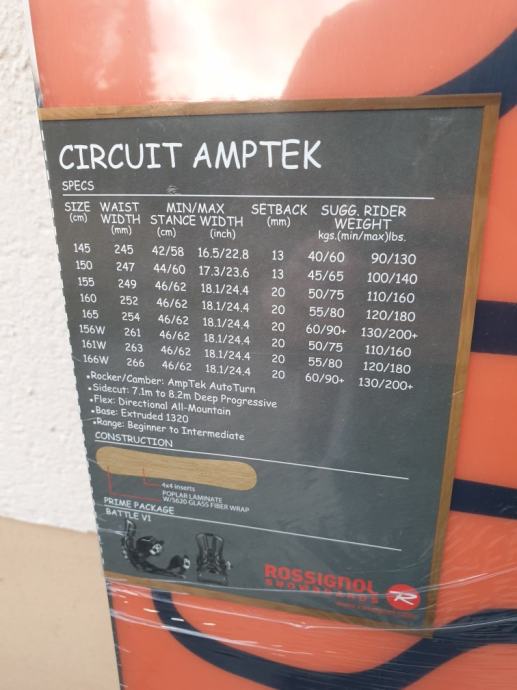 CIRCUIT AMPTEK
SPECS
SIZE WAIST MIN/MAX SETBACK SUGG. RIDER
(cm) WIDTH STANCE WIDTH (mm) WEIGHT
(mm) (cm) (inch) kgs.(min/max)lbs.
145 245 42/58 16.5/22.8 13 40/60 90/130
150 247 44/60 17.3/23.6 13 45/65 100/140
155 249 46/62 18.1/24.4 20 50/75 110/160
160 252 46/62 18.1/24.4 20 55/80 120/180
165 254 46/62 18.1/24.4 20 60/90+ 130/200+
156W 261 46/62 18.1/24.4 20 50/75 110/160
161W 263 46/62 18.1/24.4 20 55/80 120/180
166W 266 46/62 18.1/24.4 20 60/90+ 130/200+
•Rocker/Camber: AmpTek AutoTurn
•Sidecut: 7.1m to 8.2m Deep Progressive
•Flex: Directional All-Mountain
•Base: Extruded 1320
•Range: Beginner to Intermediate
CONSTRUCTION
4x4 inserts
POPLAR LAMINATE
W/5620 GLASS FIBER WRAP
PRIME PACKAGE
BATTLE V1
ROSSIGNOL
SNOWBOARDS R